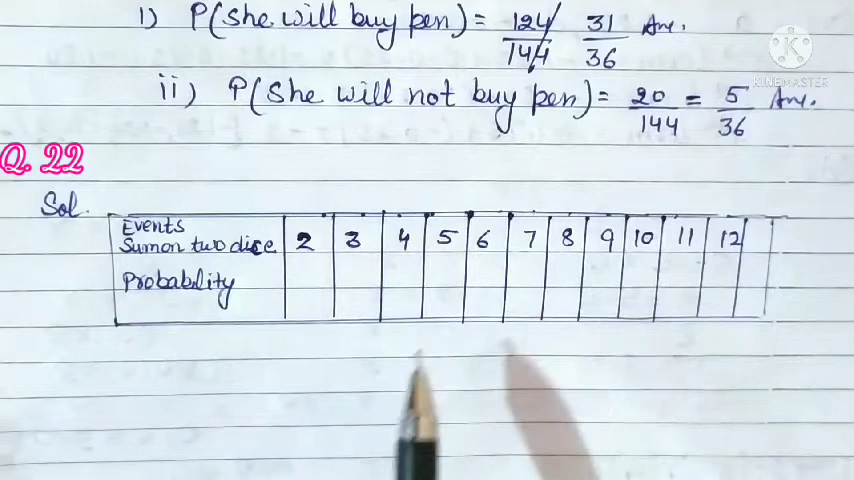 i) P(she will buy pen) = 124/144 31/36 Ans.
KINEMASTER
ii) P(she will not buy pen) = 20/144 = 5/36 Ans.
Q. 22
Sol.
Events
Sum on two dice 2 3 4 5 6 7 8 9 10 11 12
Probability